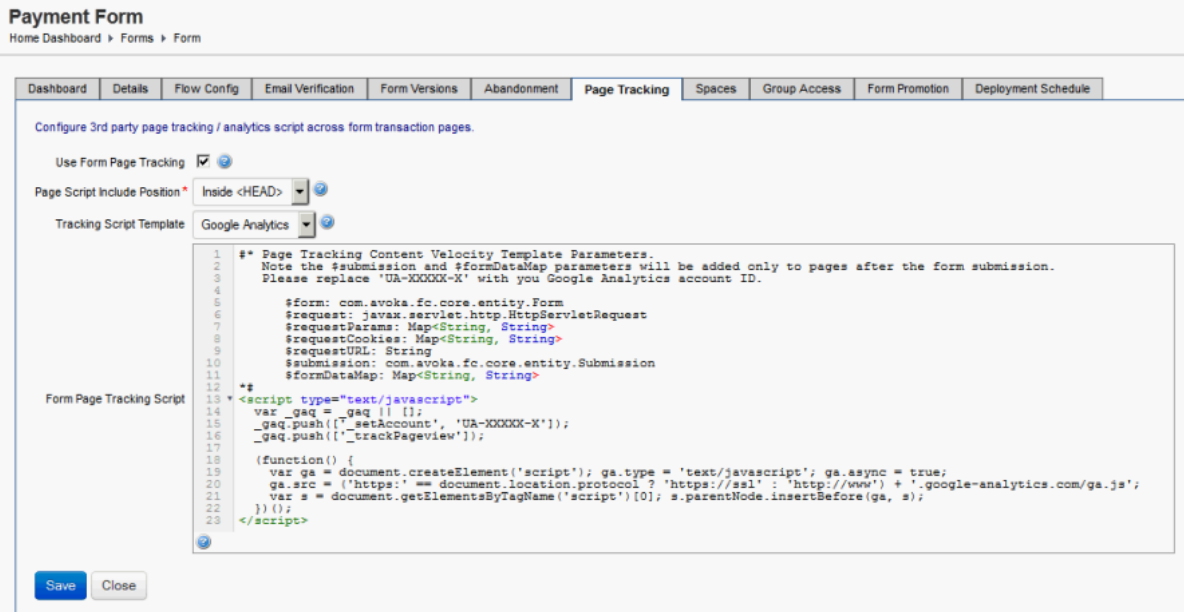 Payment Form
Home Dashboard ▸ Forms ▸ Form
Dashboard Details Flow Config Email Verification Form Versions Abandonment Page Tracking Spaces Group Access Form Promotion Deployment Schedule
Configure 3rd party page tracking / analytics script across form transaction pages.
Use Form Page Tracking
Page Script Include Position * Inside <HEAD>
Tracking Script Template Google Analytics
Form Page Tracking Script
1 #* Page Tracking Content Velocity Template Parameters.
2 Note the $submission and $formDataMap parameters will be added only to pages after the form submission.
3 Please replace 'UA-XXXXX-X' with you Google Analytics account ID.
4
5 $form: com.avoka.fc.core.entity.Form
6 $request: javax.servlet.http.HttpServletRequest
7 $requestParams: Map<String, String>
8 $requestCookies: Map<String, String>
9 $requestURL: String
10 $submission: com.avoka.fc.core.entity.Submission
11 $formDataMap: Map<String, String>
12 *#
13 <script type="text/javascript">
14 var _gaq = _gaq || [];
15 _gaq.push(['_setAccount', 'UA-XXXXX-X']);
16 _gaq.push(['_trackPageview']);
17
18 (function() {
19 var ga = document.createElement('script'); ga.type = 'text/javascript'; ga.async = true;
20 ga.src = ('https:' == document.location.protocol ? 'https://ssl' : 'http://www') + '.google-analytics.com/ga.js';
21 var s = document.getElementsByTagName('script')[0]; s.parentNode.insertBefore(ga, s);
22 })();
23 </script>
Save Close